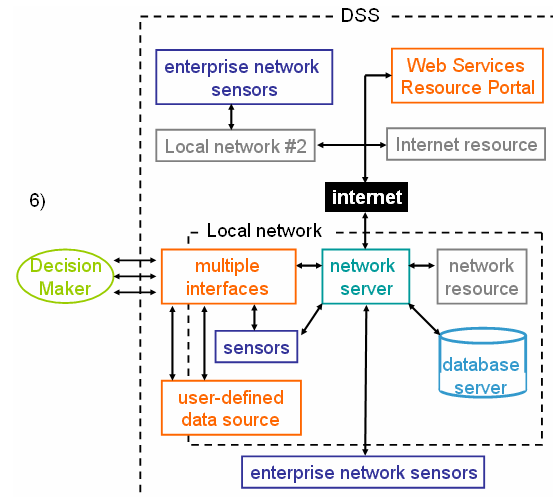 DSS
enterprise network
sensors
Web Services
Resource Portal
Local network #2
Internet resource
6)
internet
Local network
Decision
Maker
multiple
interfaces
network
server
network
resource
sensors
database
server
user-defined
data source
enterprise network sensors